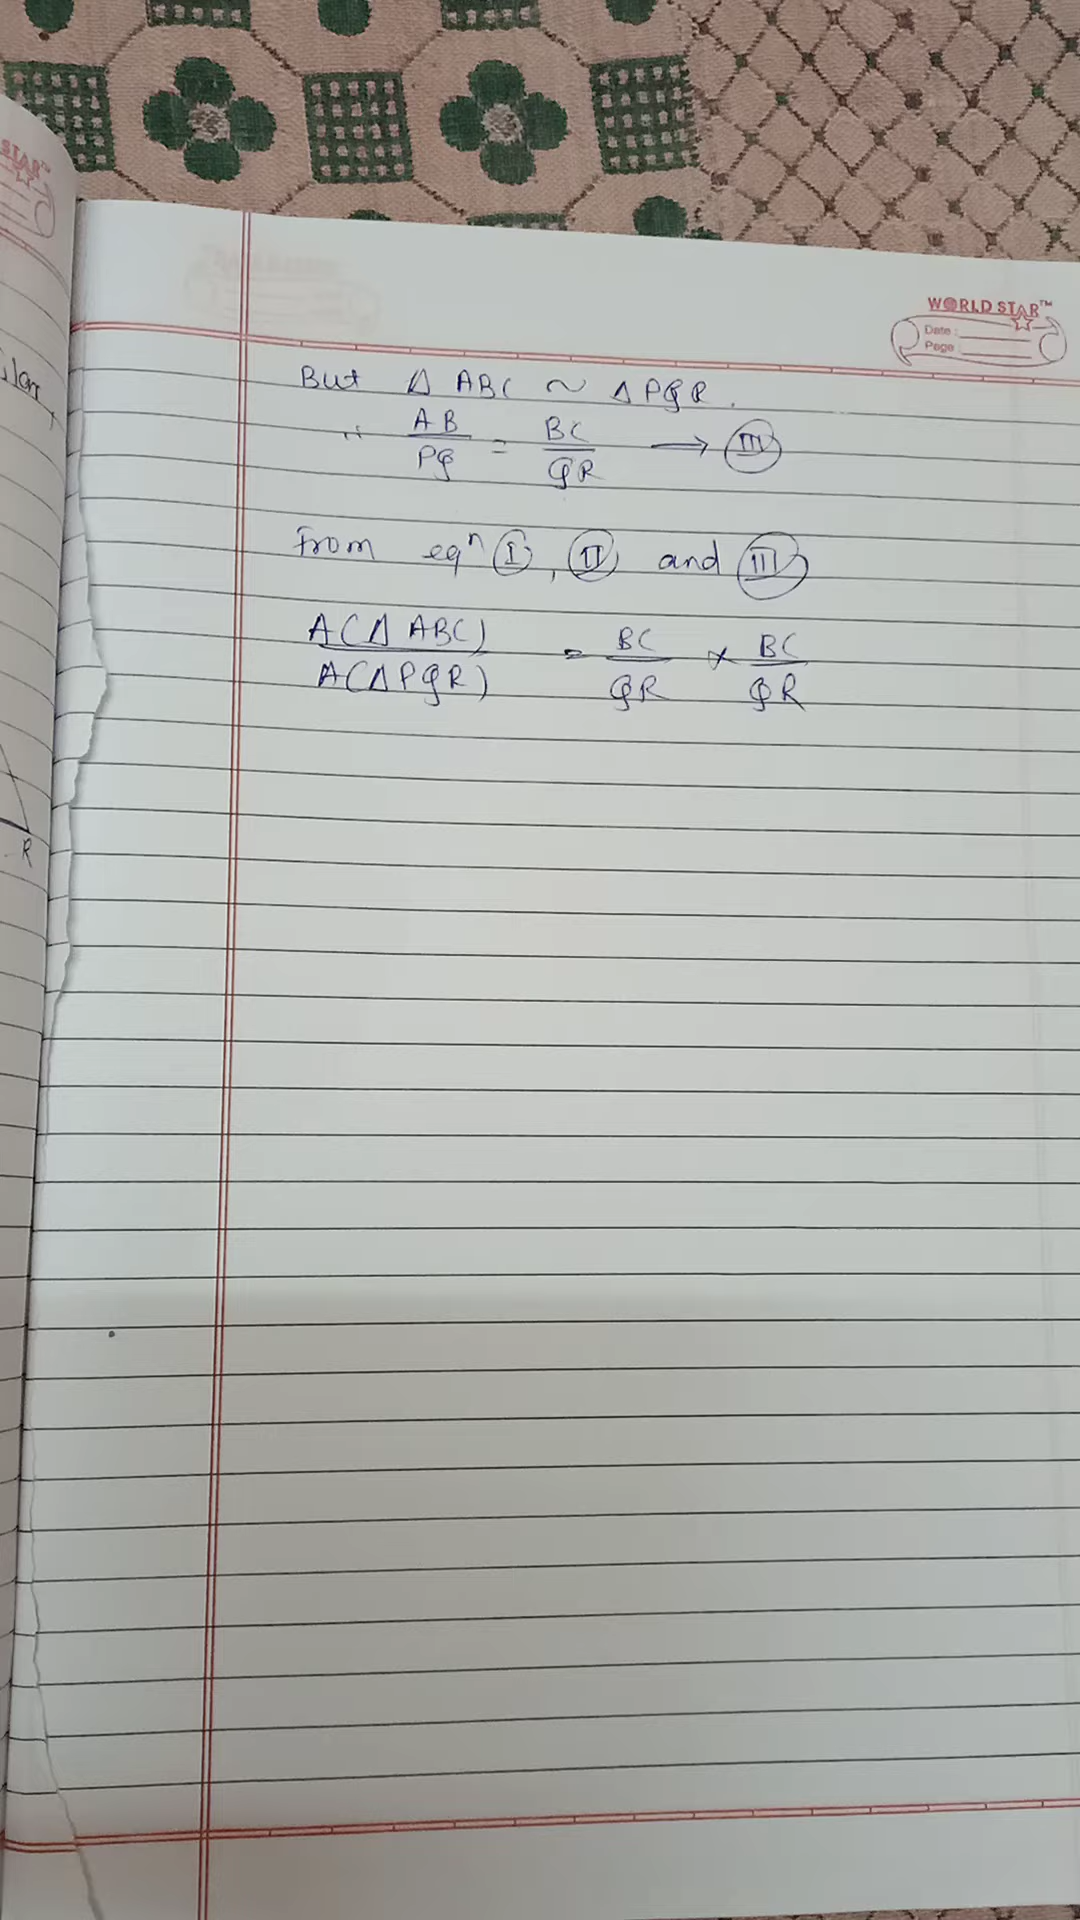 WORLD STAR™
Date :
Page :
But Δ ABC ~ Δ PQR.
∴ AB/PQ = BC/QR → (III)
From eqⁿ (I), (II) and (III)
A(Δ ABC)/A(Δ PQR) = BC/QR × BC/QR
STAR™
R